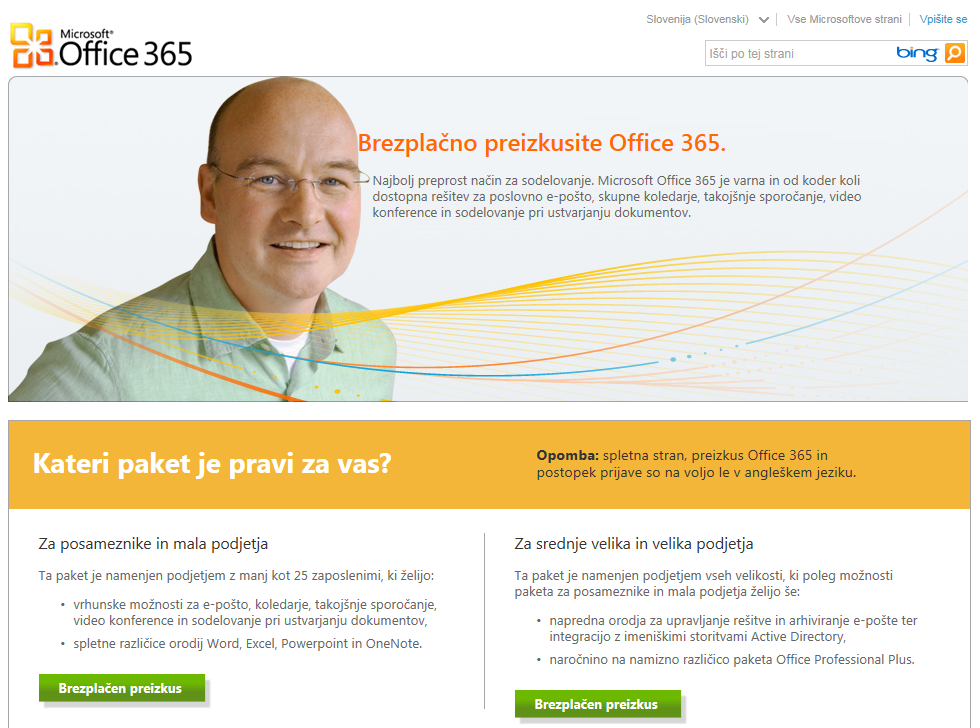 Slovenija (Slovenski)
Vse Microsoftove strani
Vpišite se
Microsoft®
Office 365
Išči po tej strani
bing
Brezplačno preizkusite Office 365.
Najbolj preprost način za sodelovanje. Microsoft Office 365 je varna in od koder koli
dostopna rešitev za poslovno e-pošto, skupne koledarje, takojšnje sporočanje, video
konference in sodelovanje pri ustvarjanju dokumentov.
Kateri paket je pravi za vas?
Opomba: spletna stran, preizkus Office 365 in
postopek prijave so na voljo le v angleškem jeziku.
Za posameznike in mala podjetja
Ta paket je namenjen podjetjem z manj kot 25 zaposlenimi, ki želijo:
• vrhunske možnosti za e-pošto, koledarje, takojšnje sporočanje,
video konference in sodelovanje pri ustvarjanju dokumentov,
• spletne različice orodij Word, Excel, Powerpoint in OneNote.
Brezplačen preizkus
Za srednje velika in velika podjetja
Ta paket je namenjen podjetjem vseh velikosti, ki poleg možnosti
paketa za posameznike in mala podjetja želijo še:
• napredna orodja za upravljanje rešitve in arhiviranje e-pošte ter
integracijo z imeniškimi storitvami Active Directory,
• naročnino na namizno različico paketa Office Professional Plus.
Brezplačen preizkus